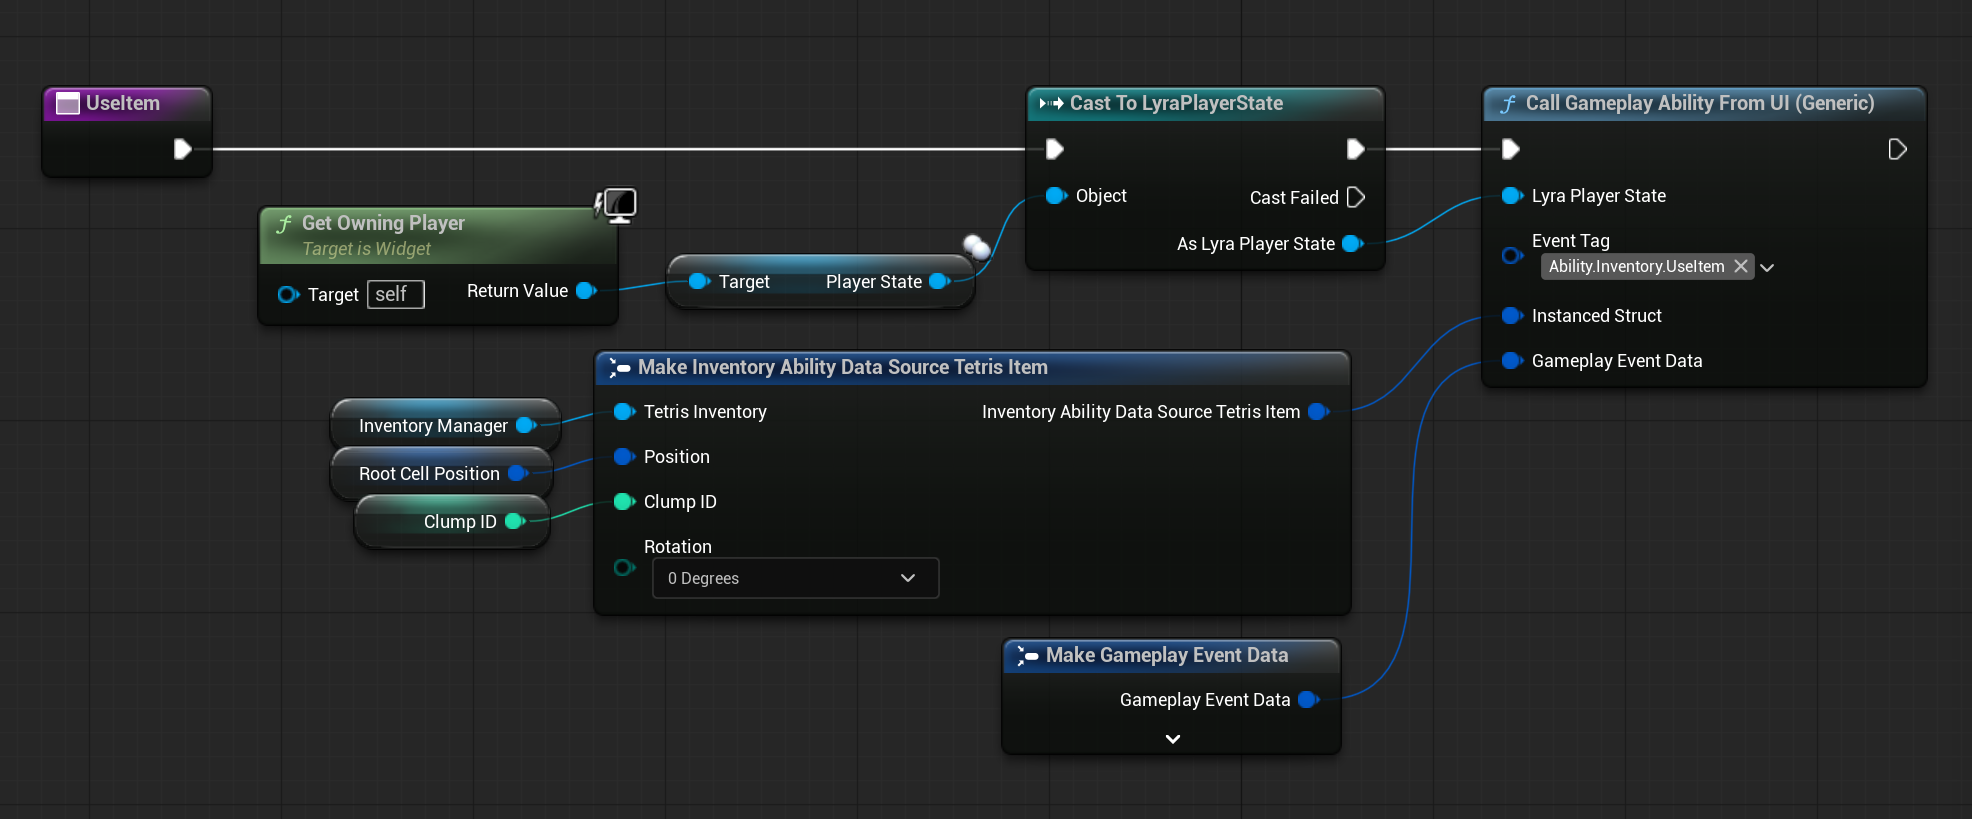 UseItem
Get Owning Player
Target is Widget
Target self
Return Value
Target
Player State
Cast To LyraPlayerState
Object
Cast Failed
As Lyra Player State
Call Gameplay Ability From UI (Generic)
Lyra Player State
Event Tag
Ability.Inventory.UseItem
Instanced Struct
Gameplay Event Data
Inventory Manager
Root Cell Position
Clump ID
Make Inventory Ability Data Source Tetris Item
Tetris Inventory
Inventory Ability Data Source Tetris Item
Position
Clump ID
Rotation
0 Degrees
Make Gameplay Event Data
Gameplay Event Data